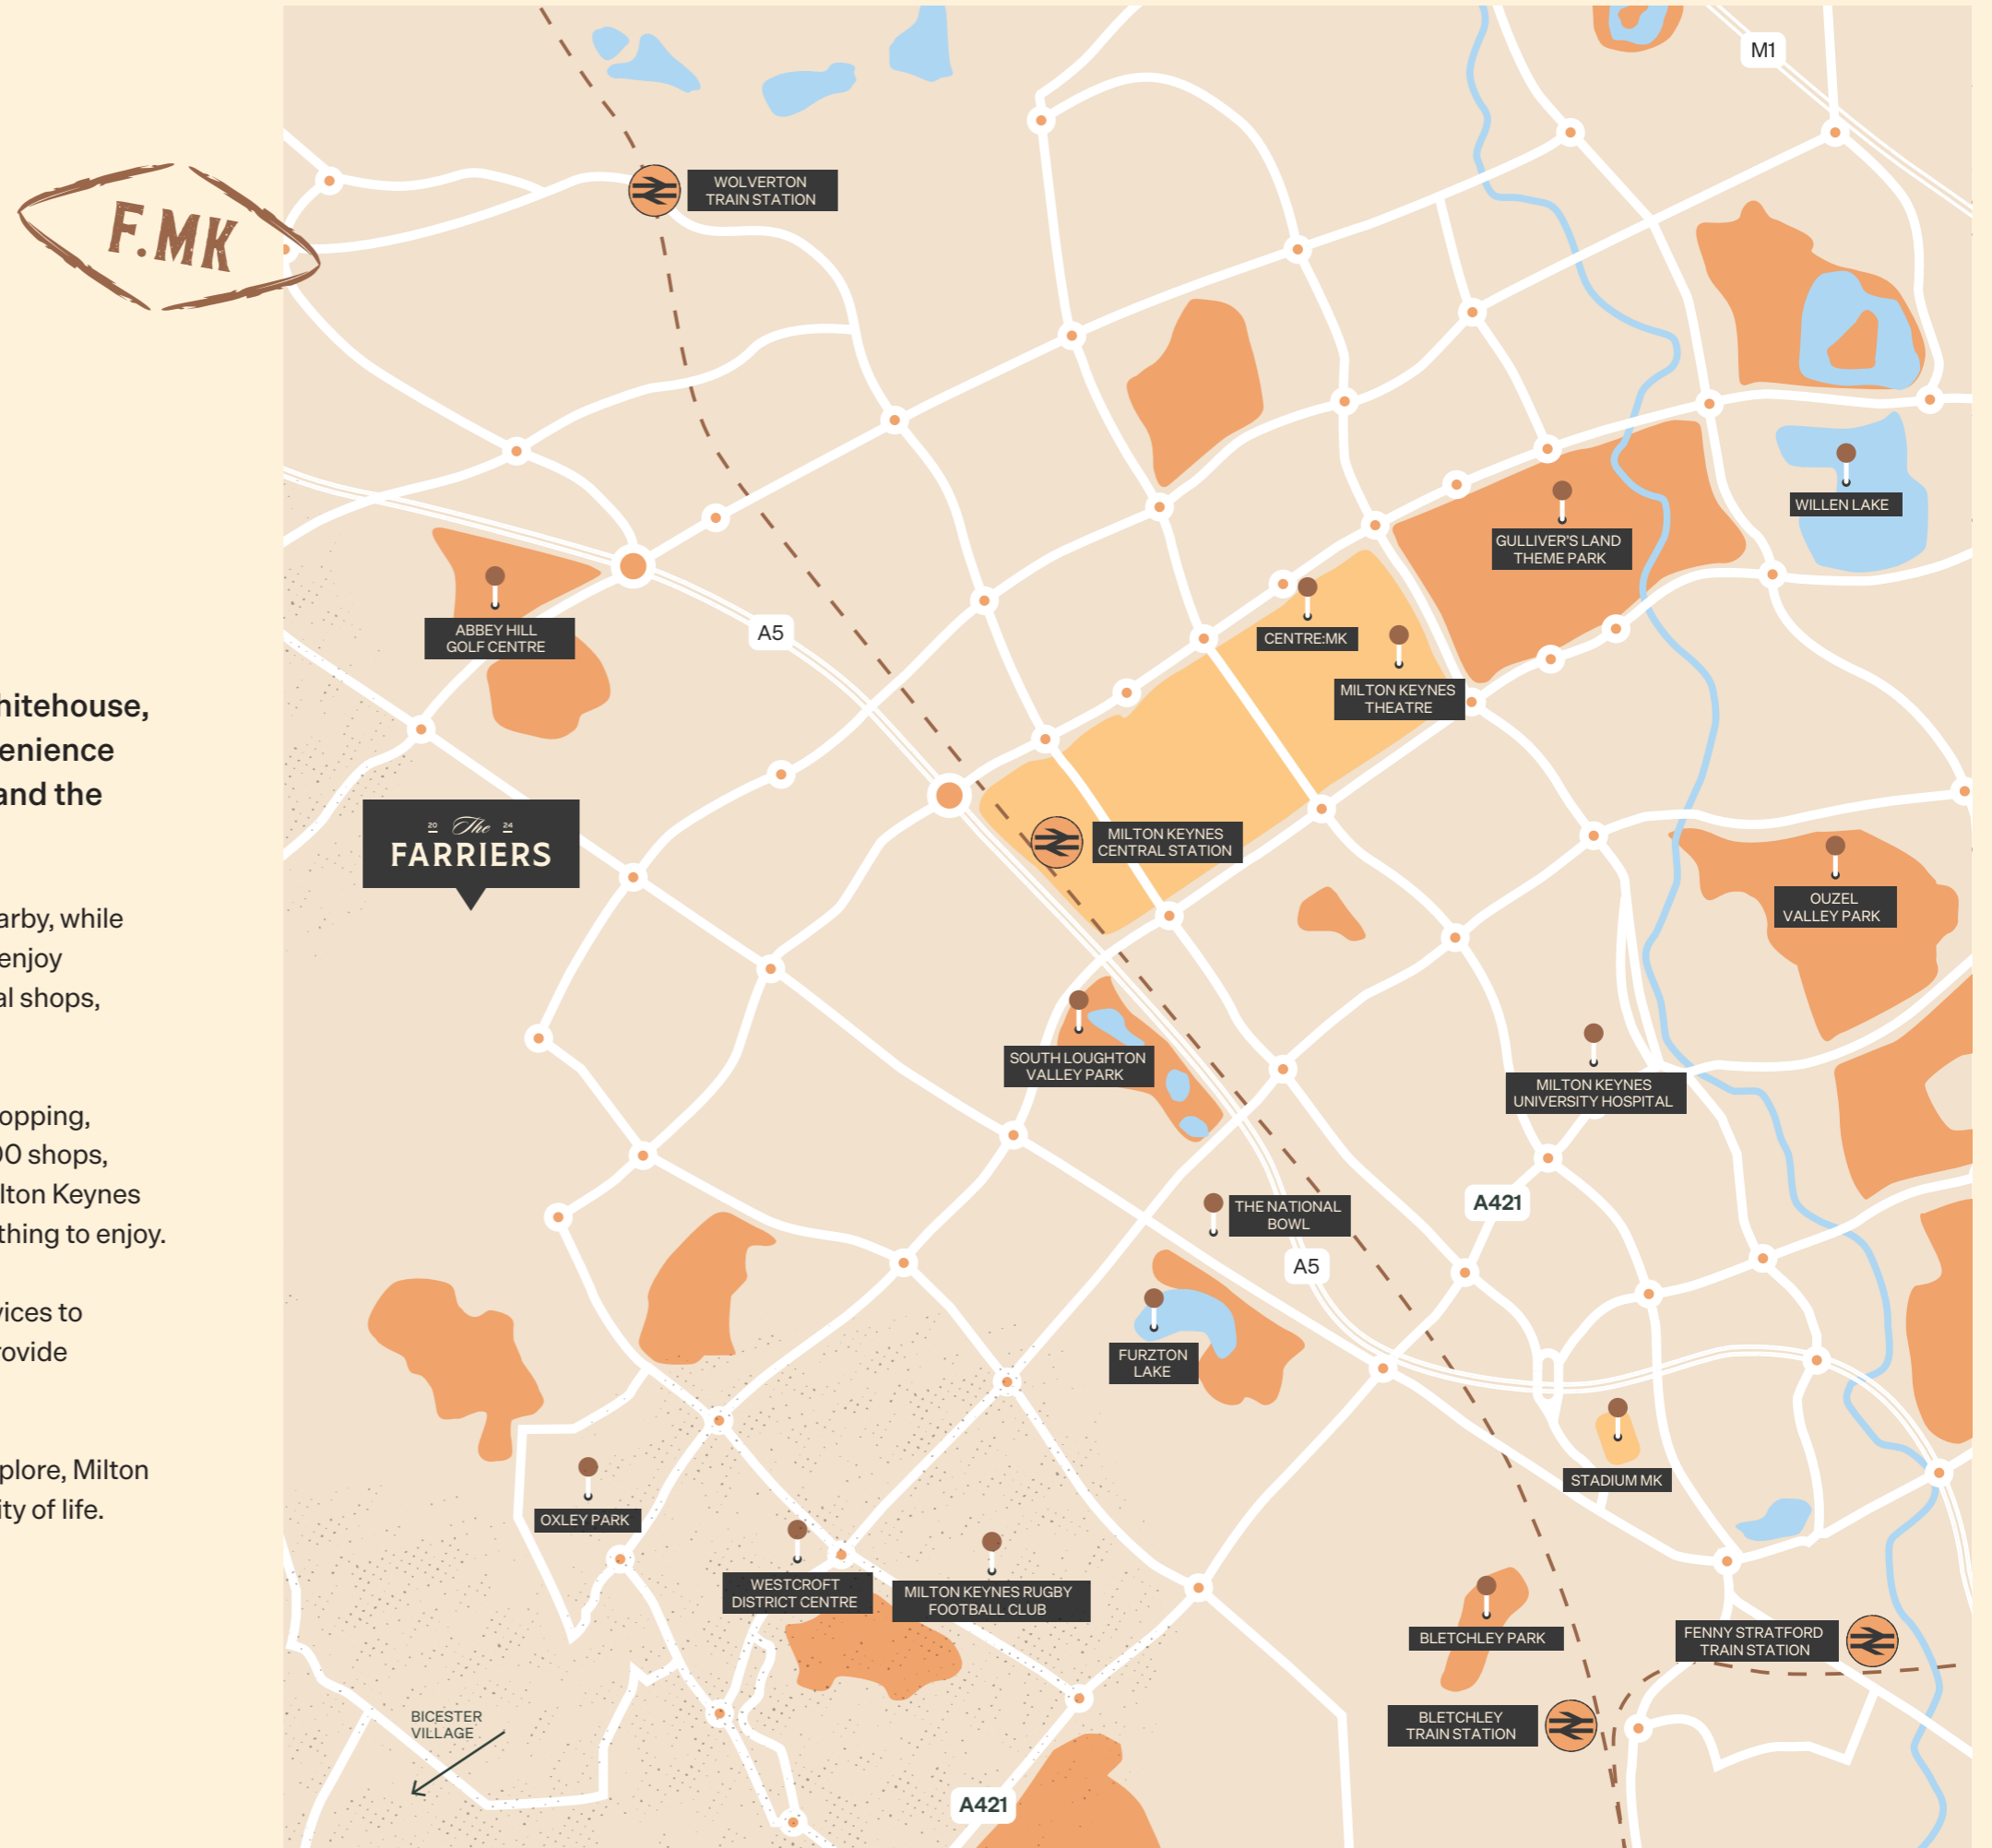 F.MK
hitehouse,
enience
and the
arby, while
enjoy
al shops,
opping,
00 shops,
lton Keynes
thing to enjoy.
vices to
rovide
plore, Milton
ity of life.
M1
WOLVERTON
TRAIN STATION
WILLEN LAKE
GULLIVER'S LAND
THEME PARK
ABBEY HILL
GOLF CENTRE
A5
CENTRE:MK
MILTON KEYNES
THEATRE
20 The 24
FARRIERS
MILTON KEYNES
CENTRAL STATION
OUZEL
VALLEY PARK
SOUTH LOUGHTON
VALLEY PARK
MILTON KEYNES
UNIVERSITY HOSPITAL
THE NATIONAL
BOWL
A421
A5
FURZTON
LAKE
STADIUM MK
OXLEY PARK
WESTCROFT
DISTRICT CENTRE
MILTON KEYNES RUGBY
FOOTBALL CLUB
BLETCHLEY PARK
FENNY STRATFORD
TRAIN STATION
BLETCHLEY
TRAIN STATION
BICESTER
VILLAGE
A421